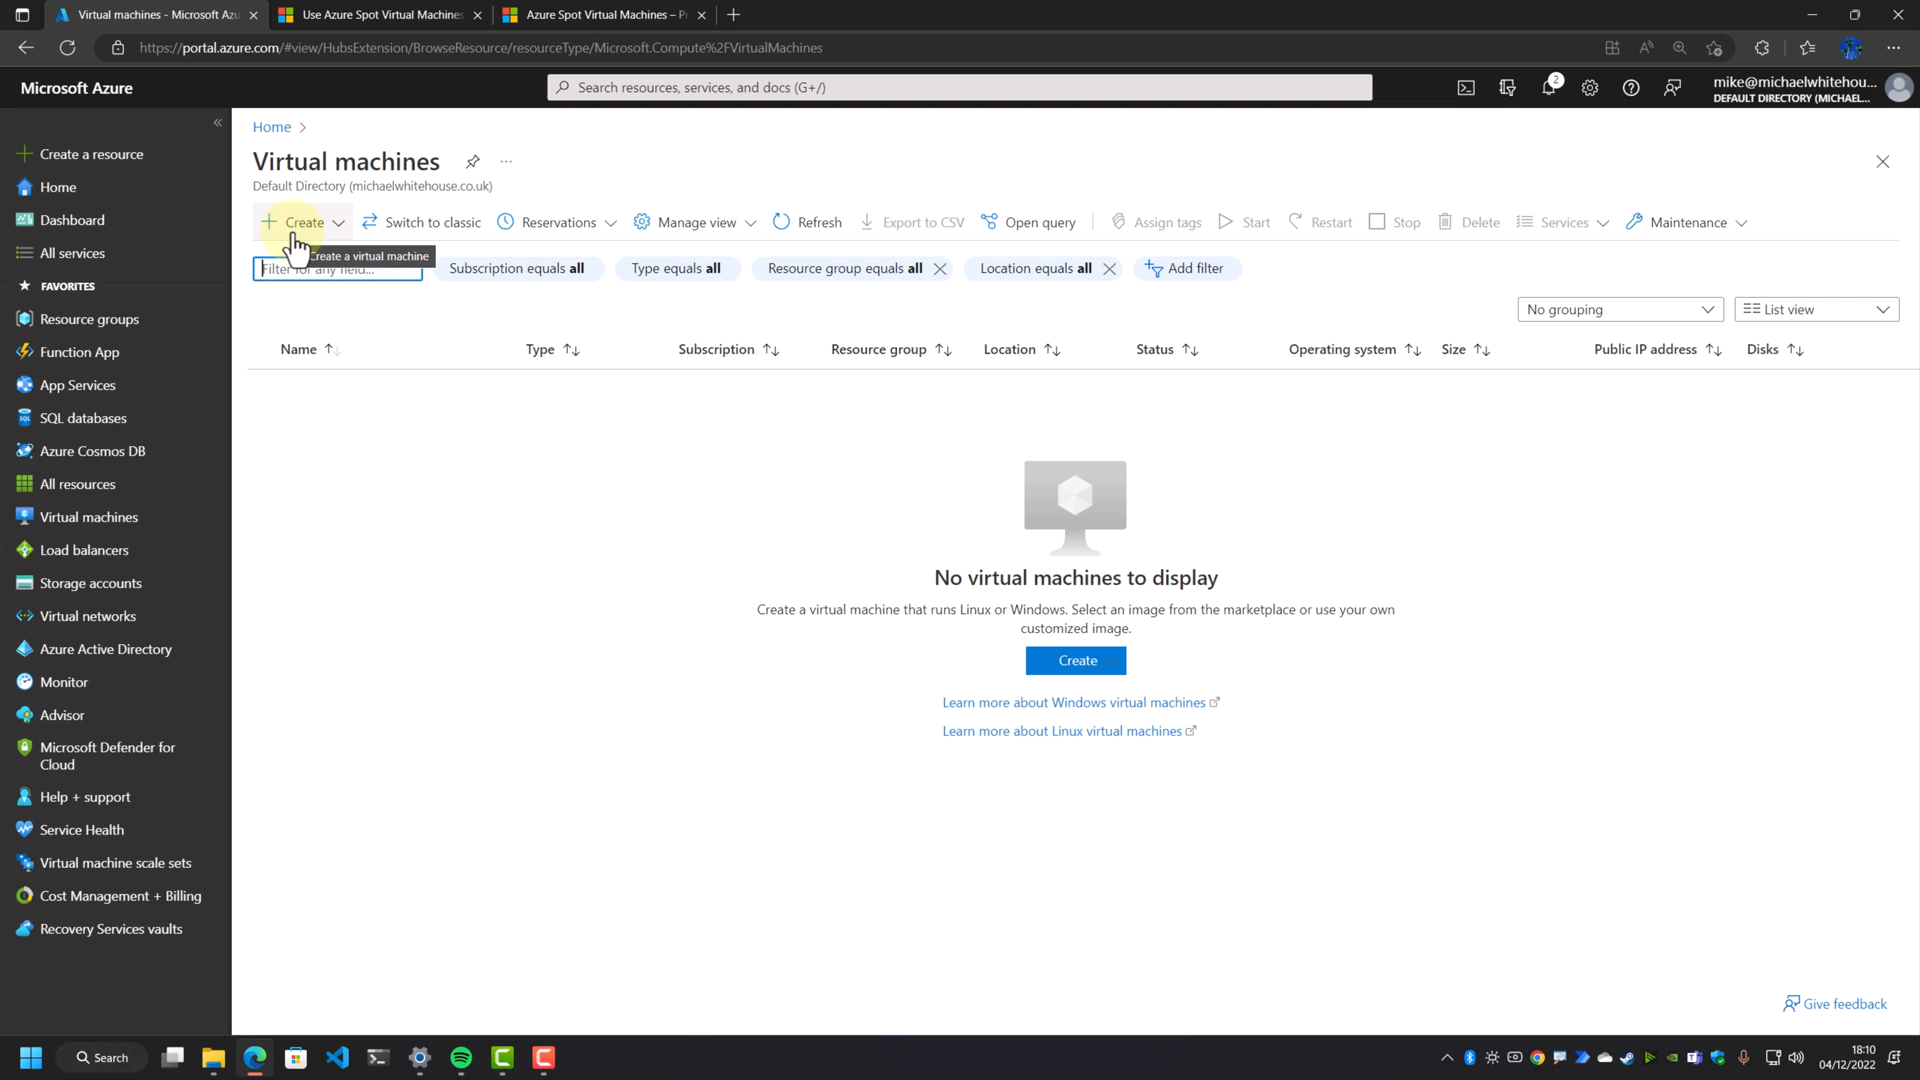 Virtual machines - Microsoft Azu
Use Azure Spot Virtual Machines
Azure Spot Virtual Machines – P
https://portal.azure.com/#view/HubsExtension/BrowseResource/resourceType/Microsoft.Compute%2FVirtualMachines
Microsoft Azure
Search resources, services, and docs (G+/)
2
mike@michaelwhitehou...
DEFAULT DIRECTORY (MICHAEL...
Create a resource
Home
Dashboard
All services
FAVORITES
Resource groups
Function App
App Services
SQL databases
Azure Cosmos DB
All resources
Virtual machines
Load balancers
Storage accounts
Virtual networks
Azure Active Directory
Monitor
Advisor
Microsoft Defender for
Cloud
Help + support
Service Health
Virtual machine scale sets
Cost Management + Billing
Recovery Services vaults
Home
Virtual machines
Default Directory (michaelwhitehouse.co.uk)
Create
Switch to classic
Reservations
Manage view
Refresh
Export to CSV
Open query
Assign tags
Start
Restart
Stop
Delete
Services
Maintenance
Create a virtual machine
Filter for any field...
Subscription equals all
Type equals all
Resource group equals all
Location equals all
Add filter
No grouping
List view
Name
Type
Subscription
Resource group
Location
Status
Operating system
Size
Public IP address
Disks
No virtual machines to display
Create a virtual machine that runs Linux or Windows. Select an image from the marketplace or use your own
customized image.
Create
Learn more about Windows virtual machines
Learn more about Linux virtual machines
Give feedback
Search
18:10
04/12/2022